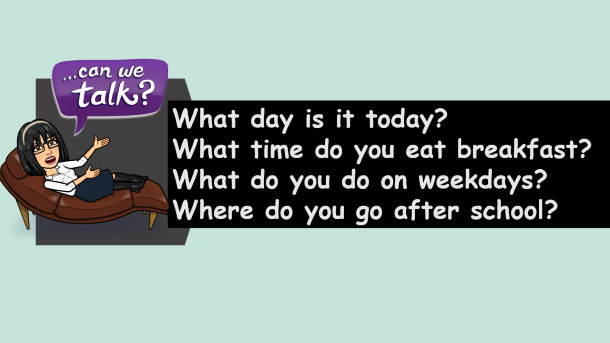 ...can we
talk?
What day is it today?
What time do you eat breakfast?
What do you do on weekdays?
Where do you go after school?